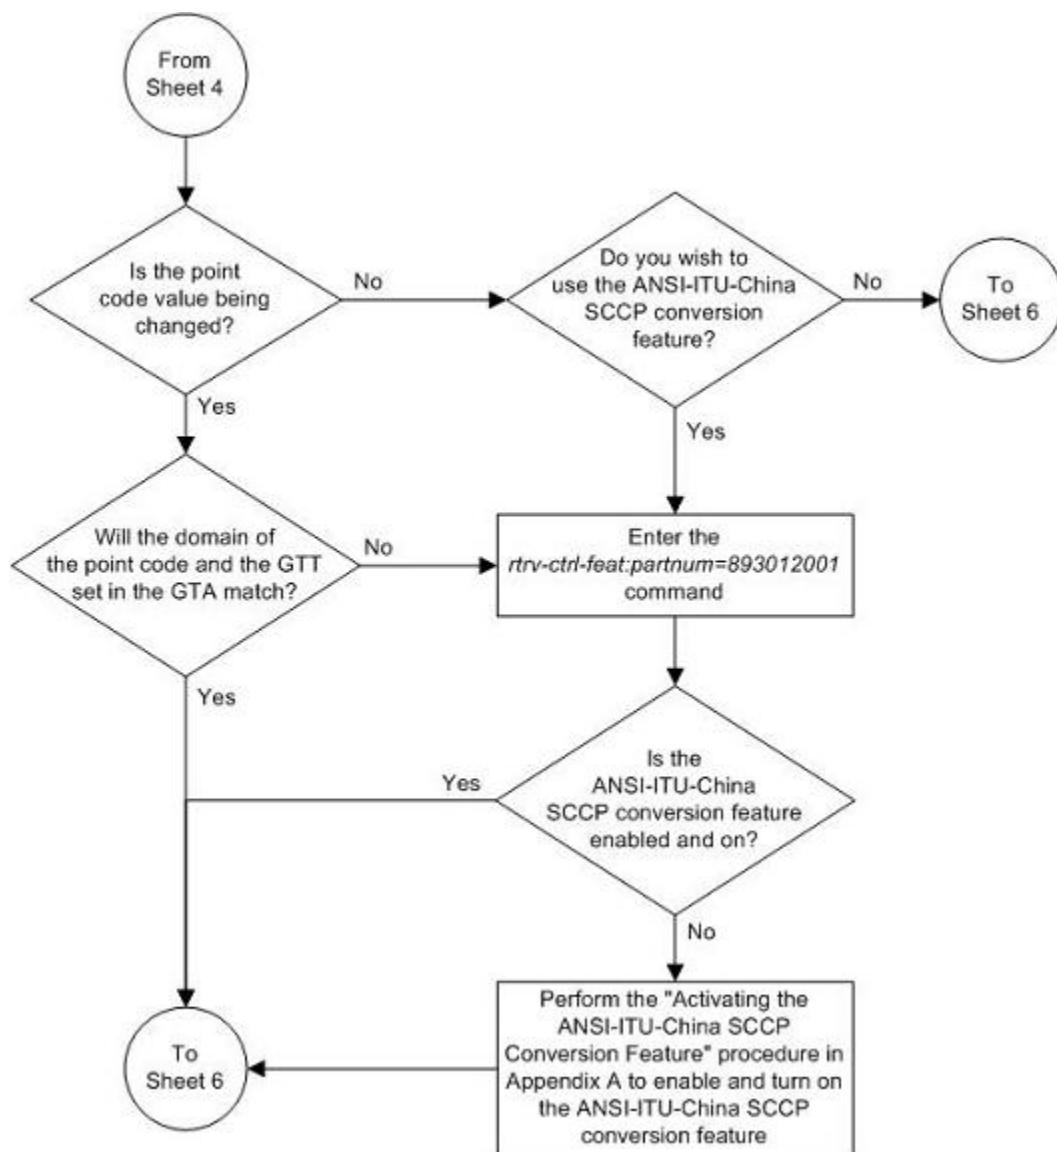 From
Sheet 4
Is the point
code value being
changed?
No
Do you wish to
use the ANSI-ITU-China
SCCP conversion
feature?
No
To
Sheet 6
Yes
Yes
Will the domain of
the point code and the GTT
set in the GTA match?
No
Enter the
rtrv-ctrl-feat:partnum=893012001
command
Yes
Is the
ANSI-ITU-China
SCCP conversion feature
enabled and on?
Yes
No
Perform the "Activating the
ANSI-ITU-China SCCP
Conversion Feature" procedure in
Appendix A to enable and turn on
the ANSI-ITU-China SCCP
conversion feature
To
Sheet 6